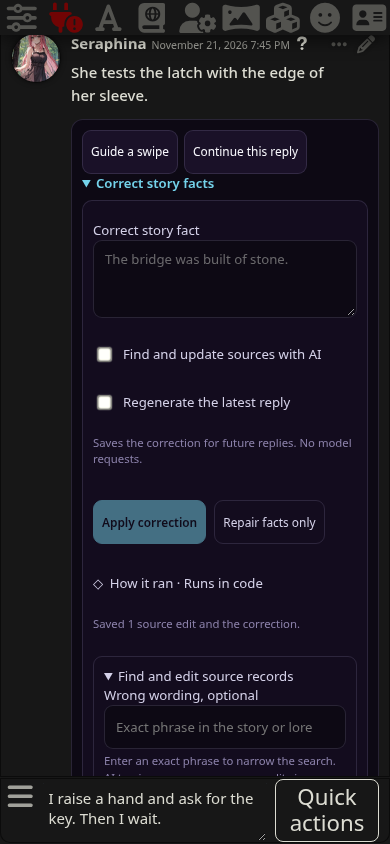 Seraphina November 21, 2026 7:45 PM ?
She tests the latch with the edge of
her sleeve.
Guide a swipe
Continue this reply
▼ Correct story facts
Correct story fact
The bridge was built of stone.
Find and update sources with AI
Regenerate the latest reply
Saves the correction for future replies. No model
requests.
Apply correction
Repair facts only
◇ How it ran · Runs in code
Saved 1 source edit and the correction.
▼ Find and edit source records
Wrong wording, optional
Exact phrase in the story or lore
Enter an exact phrase to narrow the search.
I raise a hand and ask for the
key. Then I wait.
Quick
actions